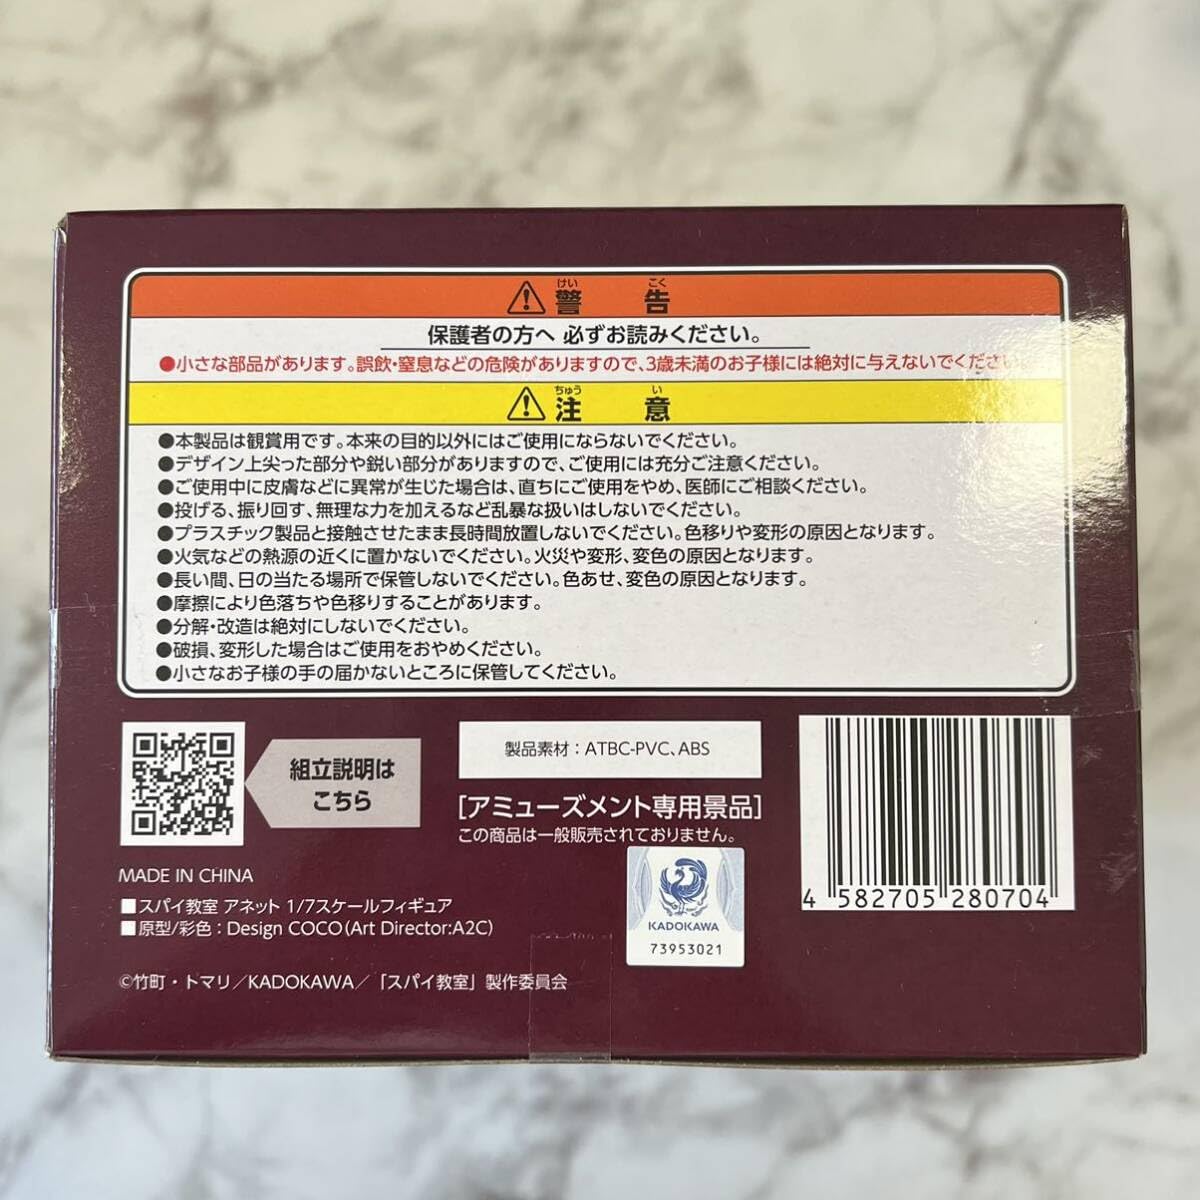 警告
けいこく
保護者の方へ 必ずお読みください。
●小さな部品があります。誤飲・窒息などの危険がありますので、3歳未満のお子様には絶対に与えないでください
注意
ちゅうい
●本製品は観賞用です。本来の目的以外にはご使用にならないでください。
●デザイン上尖った部分や鋭い部分がありますので、ご使用には充分ご注意ください。
●ご使用中に皮膚などに異常が生じた場合は、直ちにご使用をやめ、医師にご相談ください。
●投げる、振り回す、無理な力を加えるなど乱暴な扱いはしないでください。
●プラスチック製品と接触させたまま長時間放置しないでください。色移りや変形の原因となります。
●火気などの熱源の近くに置かないでください。火災や変形、変色の原因となります。
●長い間、日の当たる場所で保管しないでください。色あせ、変色の原因となります。
●摩擦により色落ちや色移りすることがあります。
●分解・改造は絶対にしないでください。
●破損、変形した場合はご使用をおやめください。
●小さなお子様の手の届かないところに保管してください。
組立説明は
こちら
製品素材：ATBC-PVC、ABS
[アミューズメント専用景品]
この商品は一般販売されておりません。
MADE IN CHINA
■スパイ教室 アネット 1/7スケールフィギュア
■原型/彩色：Design COCO(Art Director:A2C)
KADOKAWA
73953021
4 582705 280704
©竹町・トマリ／KADOKAWA／「スパイ教室」製作委員会